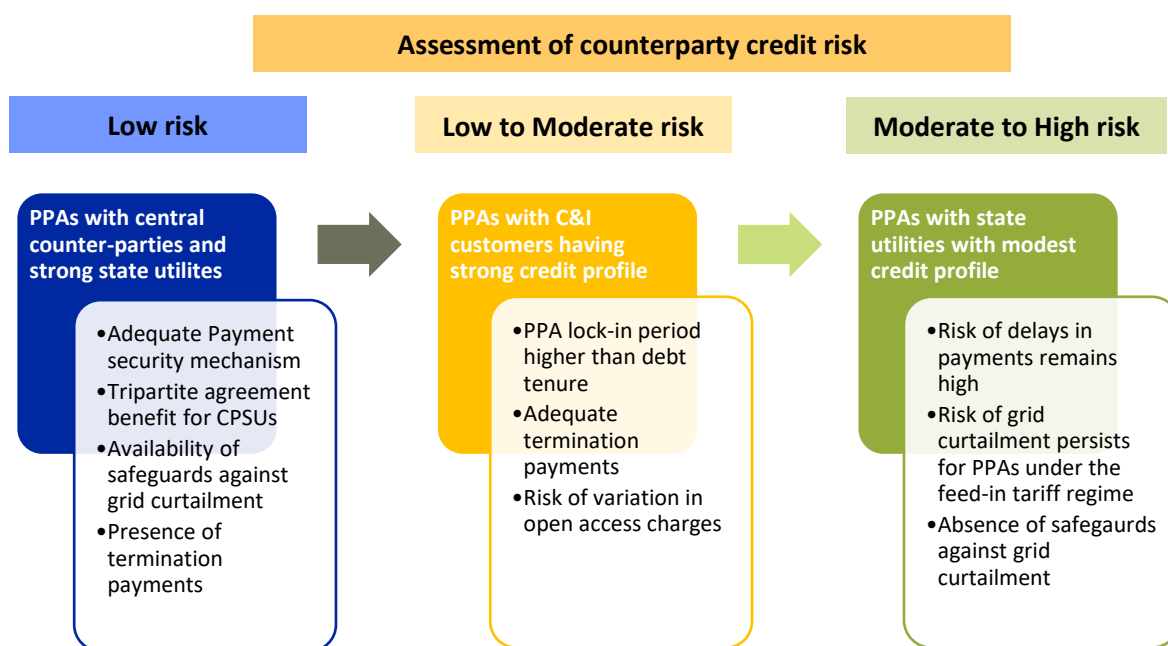 Assessment of counterparty credit risk
Low risk
Low to Moderate risk
Moderate to High risk
PPAs with central
counter-parties and
strong state utilites
•Adequate Payment
security mechanism
•Tripartite agreement
benefit for CPSUs
•Availability of
safeguards against
grid curtailment
•Presence of
termination
payments
PPAs with C&I
customers having
strong credit profile
•PPA lock-in period
higher than debt
tenure
•Adequate
termination
payments
•Risk of variation in
open access charges
PPAs with state
utilities with modest
credit profile
•Risk of delays in
payments remains
high
•Risk of grid
curtailment persists
for PPAs under the
feed-in tariff regime
•Absence of safegaurds
against grid
curtailment